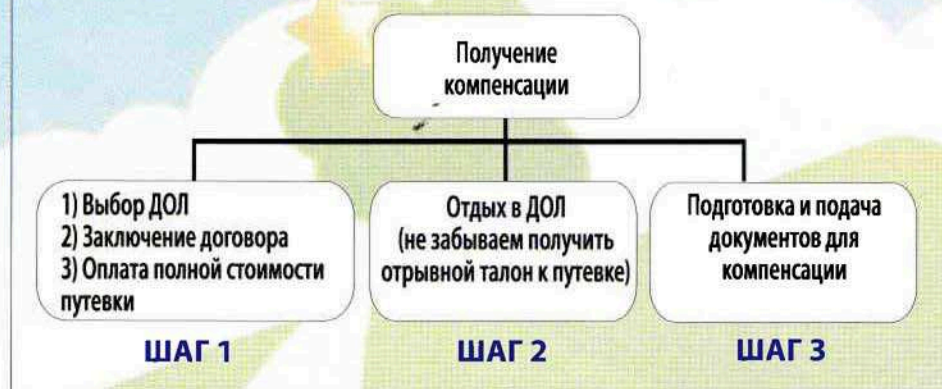 Получение
компенсации
1) Выбор ДОЛ
2) Заключение договора
3) Оплата полной стоимости
путевки
Отдых в ДОЛ
(не забываем получить
отрывной талон к путевке)
Подготовка и подача
документов для
компенсации
ШАГ 1
ШАГ 2
ШАГ 3